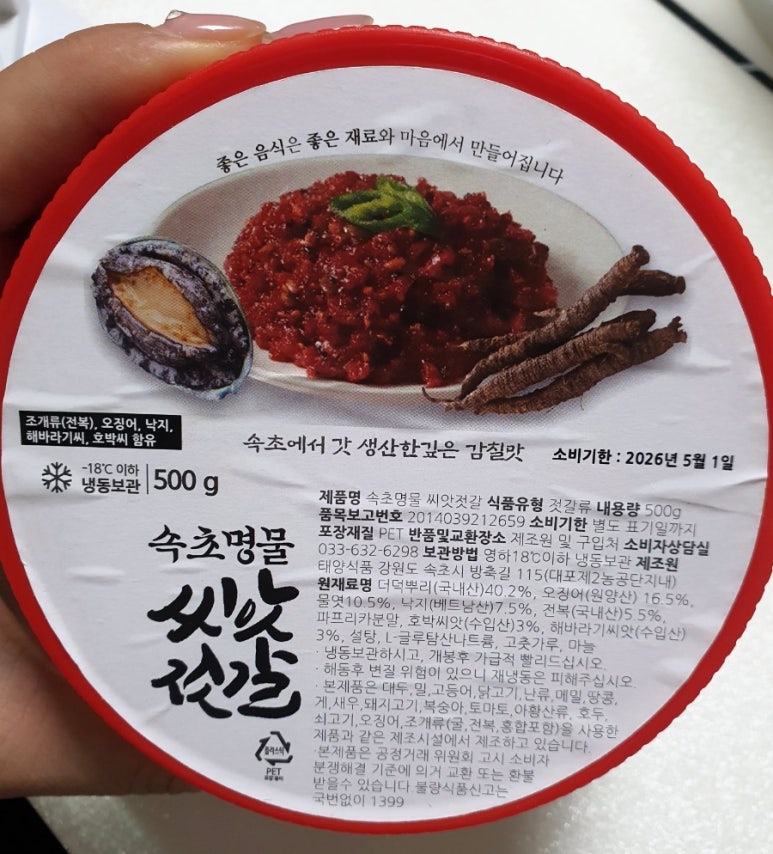 좋은 음식은 좋은 재료와 마음에서 만들어집니다
조개류(전복), 오징어, 낙지,
해바라기씨, 호박씨 함유
속초에서 갓 생산한깊은 감칠맛
소비기한 : 2026년 5월 1일
-18℃ 이하
냉동보관
500 g
속초명물
씨앗
젓갈
플라스틱
PET
제품명 속초명물 씨앗젓갈 식품유형 젓갈류 내용량 500g
품목보고번호 2014039212659 소비기한 별도 표기일까지
포장재질 PET 반품및교환장소 제조원 및 구입처 소비자상담실
033-632-6298 보관방법 영하18℃이하 냉동보관 제조원
태양식품 강원도 속초시 방축길 115(대포제2농공단지내)
원재료명 더덕뿌리(국내산)40.2%, 오징어(원양산) 16.5%,
물엿10.5%, 낙지(베트남산)7.5%, 전복(국내산)5.5%,
파프리카분말, 호박씨앗(수입산)3%, 해바라기씨앗(수입산)
3%, 설탕, L-글루탐산나트륨, 고춧가루, 마늘
· 냉동보관하시고, 개봉후 가급적 빨리드십시오.
· 해동후 변질 위험이 있으니 재냉동은 피해주십시오.
· 본제품은 대두,밀,고등어,닭고기,난류,메밀,땅콩,
게,새우,돼지고기,복숭아,토마토,아황산류, 호두,
쇠고기,오징어,조개류(굴,전복,홍합포함)을 사용한
제품과 같은 제조시설에서 제조하고 있습니다.
·본제품은 공정거래 위원회 고시 소비자
분쟁해결 기준에 의거 교환 또는 환불
받을수 있습니다 불량식품신고는
국번없이 1399